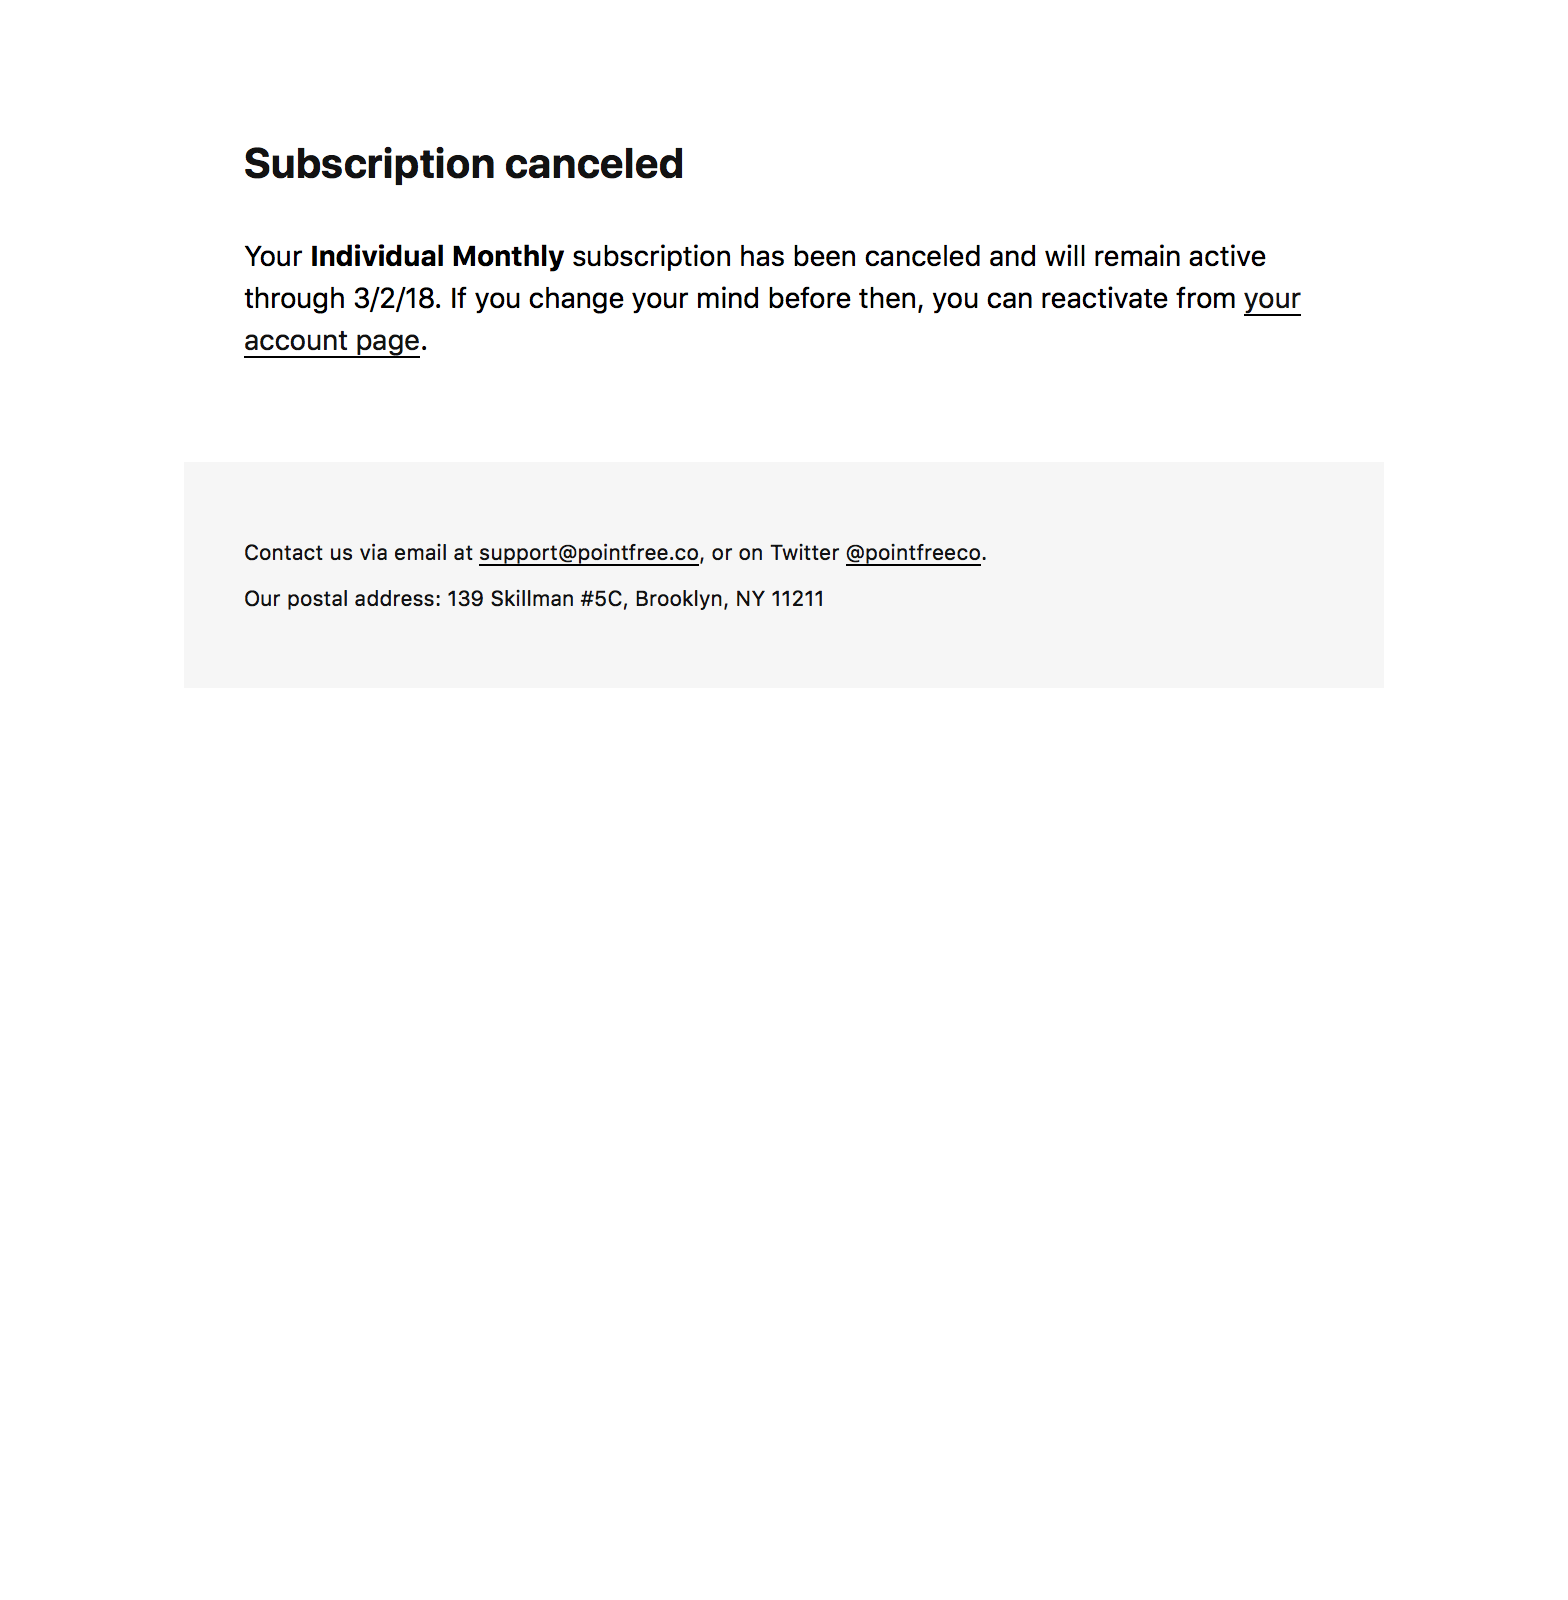 Subscription canceled
Your Individual Monthly subscription has been canceled and will remain active
through 3/2/18. If you change your mind before then, you can reactivate from your
account page.
Contact us via email at support@pointfree.co, or on Twitter @pointfreeco.
Our postal address: 139 Skillman #5C, Brooklyn, NY 11211